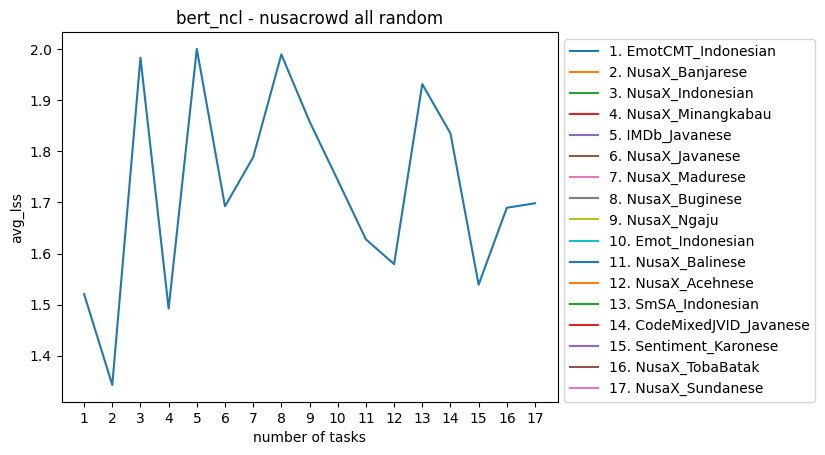 bert_ncl - nusacrowd all random
avg_lss
2.0
1.9
1.8
1.7
1.6
1.5
1.4
1 2 3 4 5 6 7 8 9 10 11 12 13 14 15 16 17
number of tasks
1. EmotCMT_Indonesian
2. NusaX_Banjarese
3. NusaX_Indonesian
4. NusaX_Minangkabau
5. IMDb_Javanese
6. NusaX_Javanese
7. NusaX_Madurese
8. NusaX_Buginese
9. NusaX_Ngaju
10. Emot_Indonesian
11. NusaX_Balinese
12. NusaX_Acehnese
13. SmSA_Indonesian
14. CodeMixedJVID_Javanese
15. Sentiment_Karonese
16. NusaX_TobaBatak
17. NusaX_Sundanese